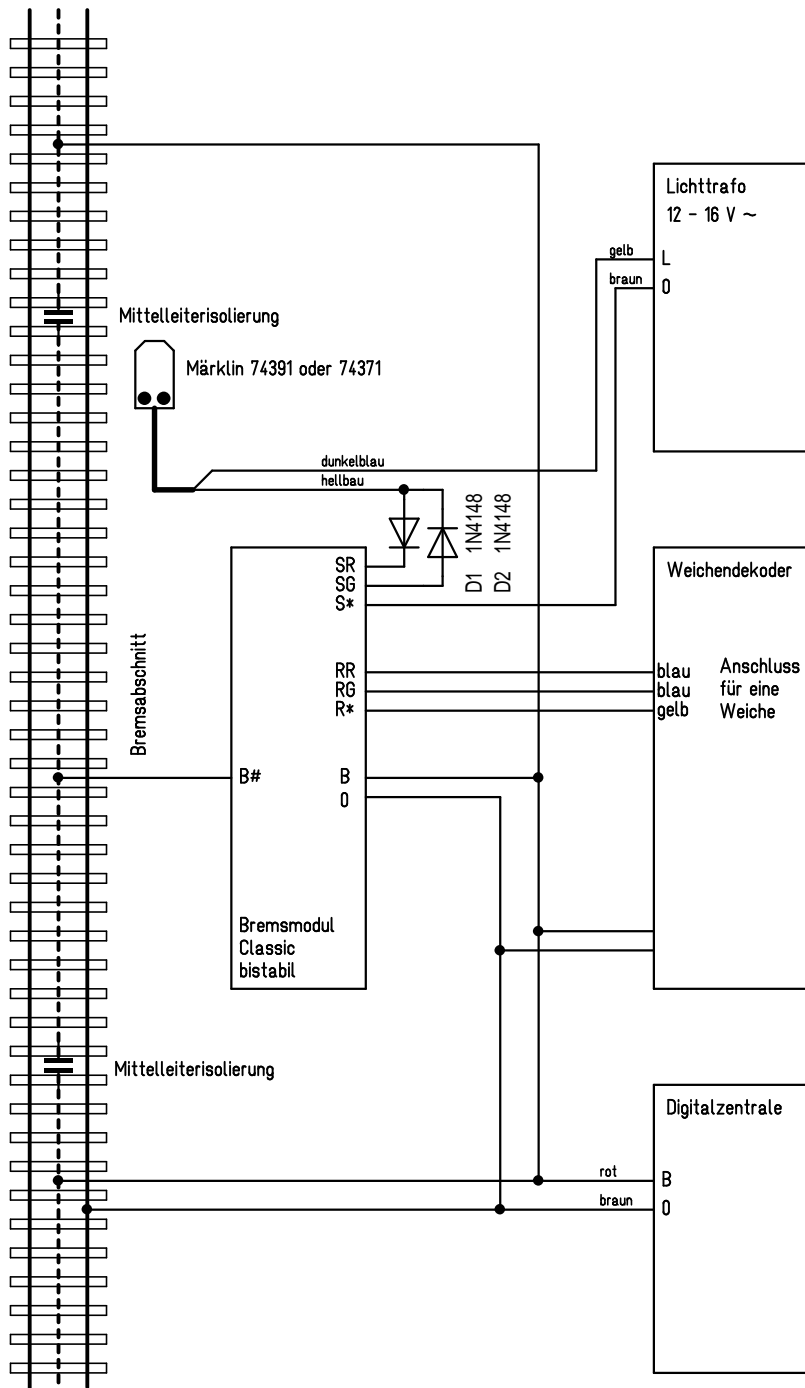 Lichttrafo
12 - 16 V ~
gelb
L
braun
0
Mittelleiterisolierung
Märklin 74391 oder 74371
dunkelblau
hellbau
D1 1N4148
D2 1N4148
SR
SG
S*
Weichendekoder
Bremsabschnitt
RR
RG
R*
blau
blau
gelb
Anschluss
für eine
Weiche
B#
B
0
Bremsmodul
Classic
bistabil
Mittelleiterisolierung
Digitalzentrale
rot
B
braun
0